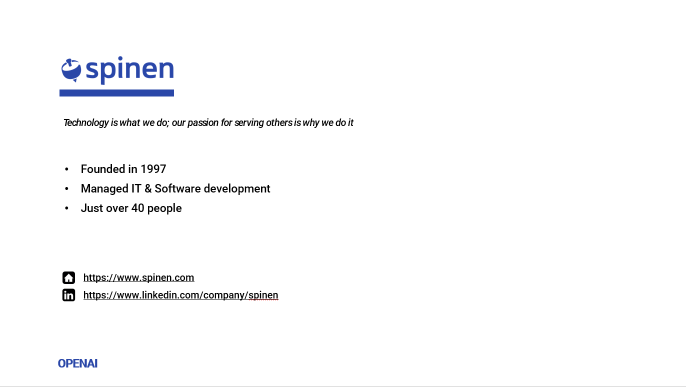 spinen
Technology is what we do; our passion for serving others is why we do it
• Founded in 1997
• Managed IT & Software development
• Just over 40 people
https://www.spinen.com
in https://www.linkedin.com/company/spinen
OPENAI